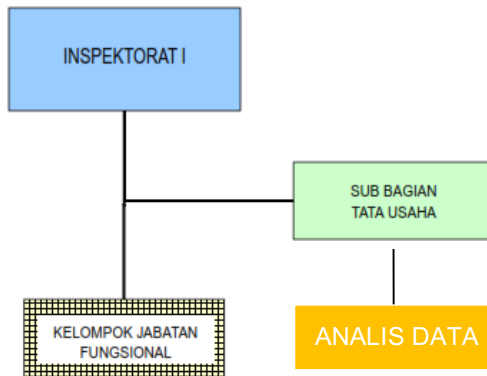 INSPEKTORAT I
SUB BAGIAN
TATA USAHA
KELOMPOK JABATAN
FUNGSIONAL
ANALIS DATA